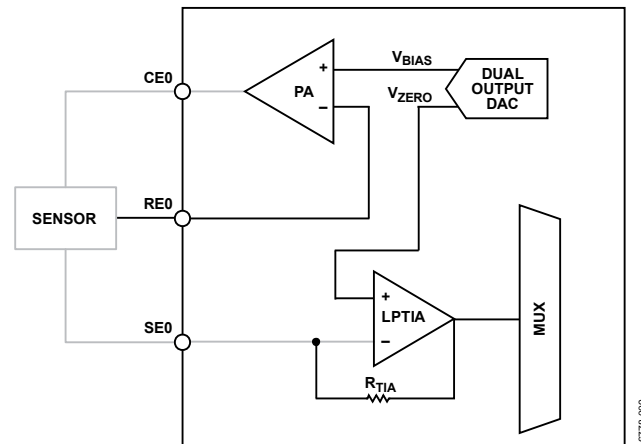 CE0
PA
+
−
V_BIAS
V_ZERO
DUAL
OUTPUT
DAC
SENSOR
RE0
SE0
+
LPTIA
−
R_TIA
MUX